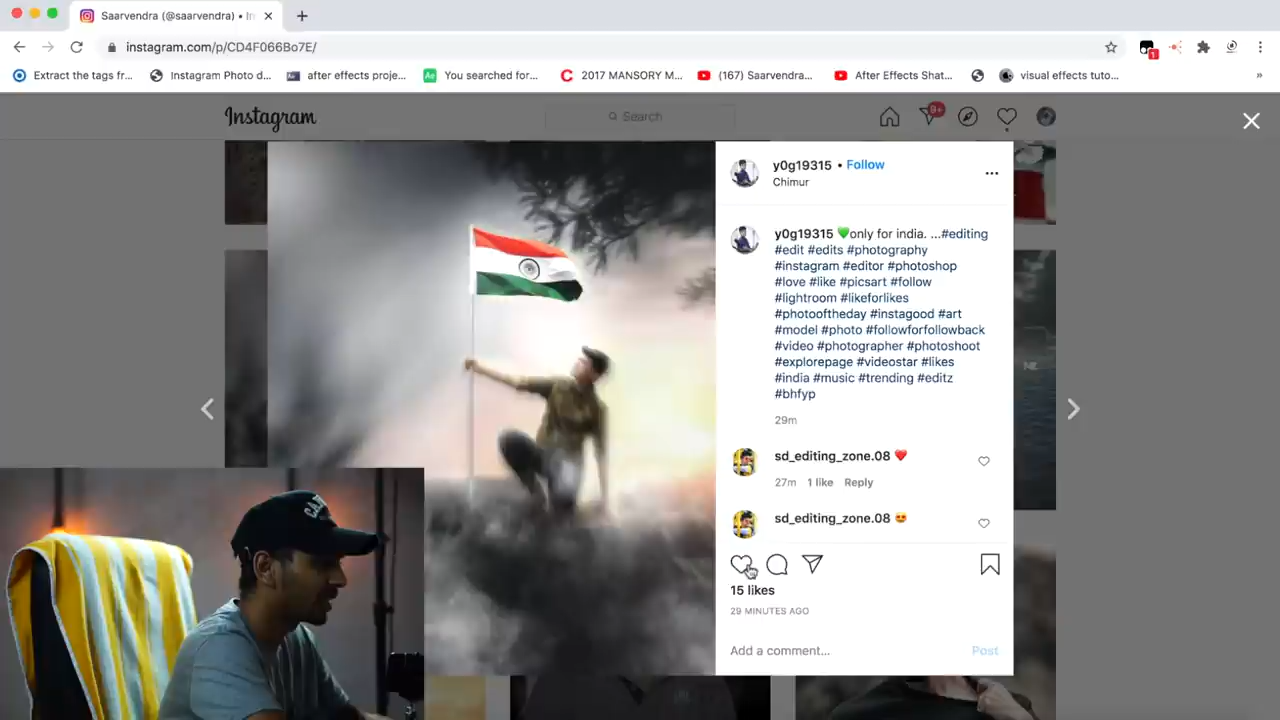 Saarvendra (@saarvendra) • In
instagram.com/p/CD4F066Bo7E/
1
Extract the tags fr... Instagram Photo d... after effects proje... Ae You searched for... C 2017 MANSORY M... (167) Saarvendra... After Effects Shat... visual effects tuto... »
Instagram
Search
9+
y0g19315 • Follow
Chimur
y0g19315 💚only for india. ...#editing
#edit #edits #photography
#instagram #editor #photoshop
#love #like #picsart #follow
#lightroom #likeforlikes
#photooftheday #instagood #art
#model #photo #followforfollowback
#video #photographer #photoshoot
#explorepage #videostar #likes
#india #music #trending #editz
#bhfyp
29m
sd_editing_zone.08 ❤️
27m 1 like Reply
sd_editing_zone.08 😍
15 likes
29 MINUTES AGO
Add a comment... Post